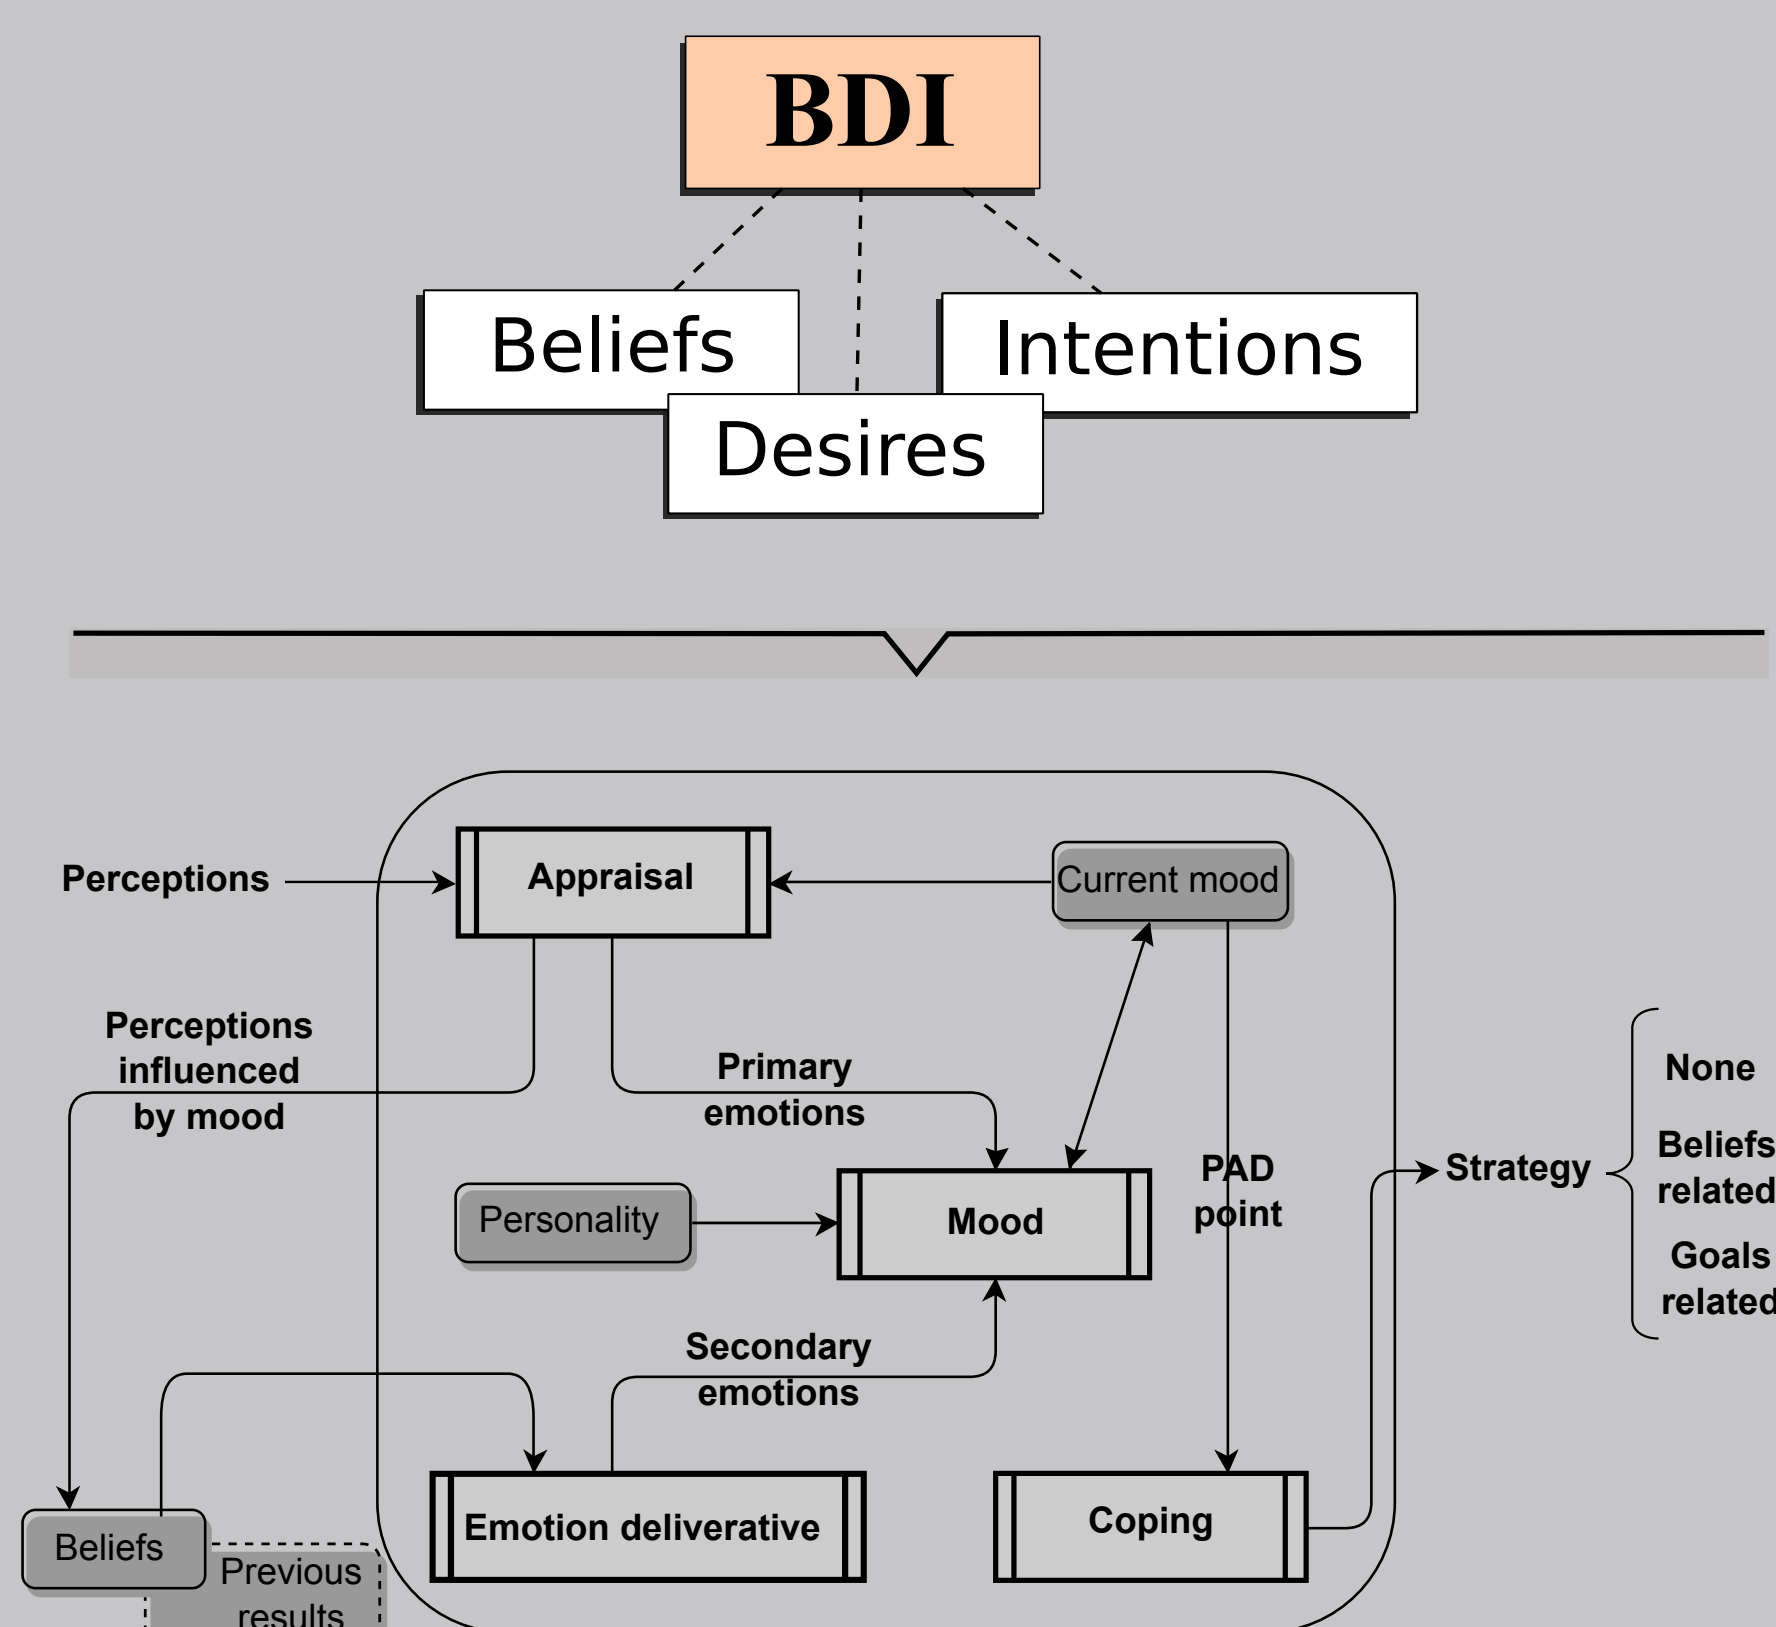 BDI
Beliefs
Intentions
Desires
Perceptions
Appraisal
Current mood
Perceptions
influenced
by mood
Primary
emotions
Personality
Mood
PAD
point
Strategy
None
Beliefs
related
Goals
related
Secondary
emotions
Beliefs
Previous
results
Emotion deliverative
Coping